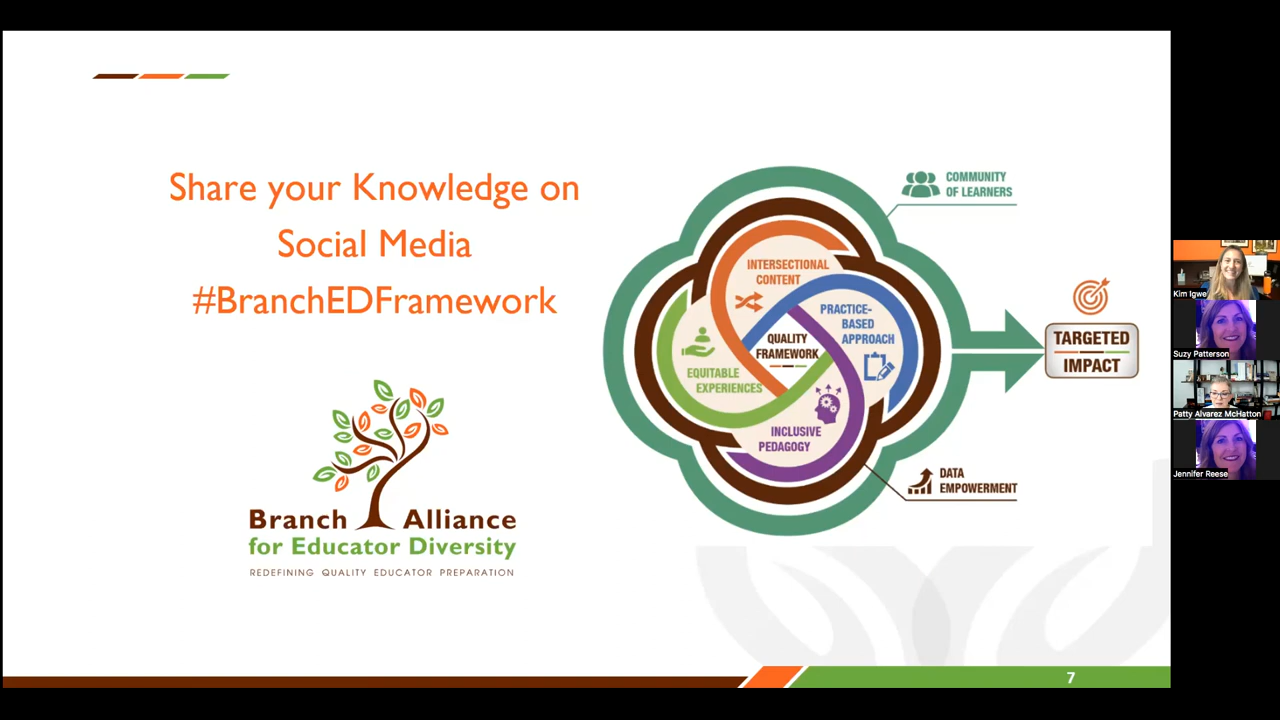 Share your Knowledge on
Social Media
#BranchEDFramework
Branch Alliance
for Educator Diversity
REDEFINING QUALITY EDUCATOR PREPARATION
COMMUNITY
OF LEARNERS
INTERSECTIONAL
CONTENT
PRACTICE-
BASED
APPROACH
QUALITY
FRAMEWORK
EQUITABLE
EXPERIENCES
INCLUSIVE
PEDAGOGY
DATA
EMPOWERMENT
TARGETED
IMPACT
7
Kim Igwe
Suzy Patterson
Patty Alvarez McHatton
Jennifer Reese